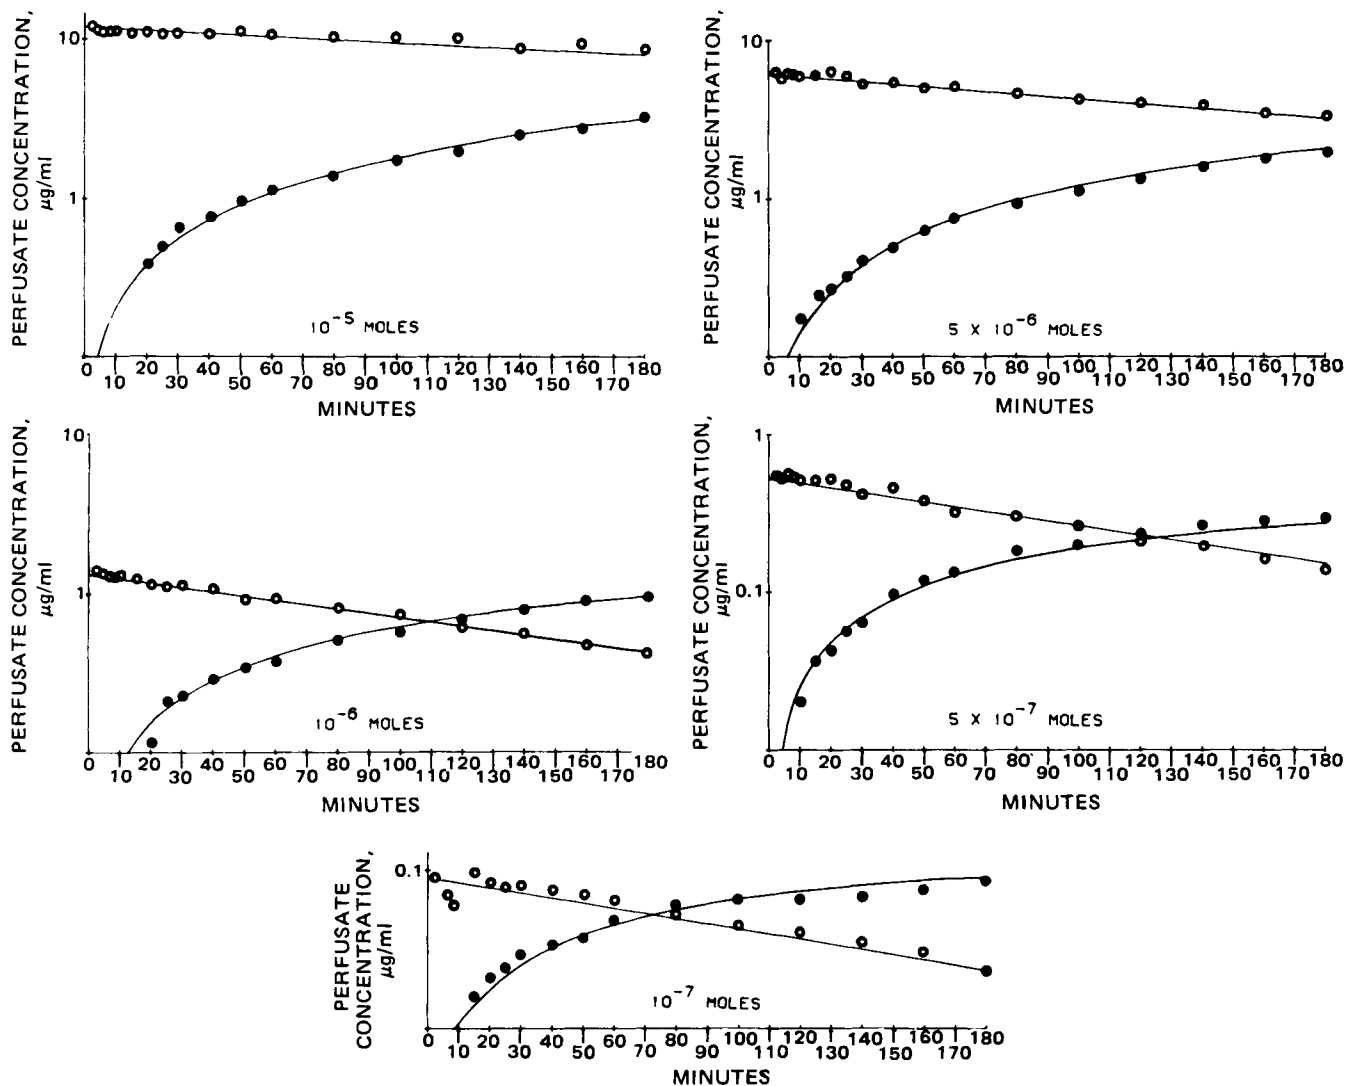 PERFUSATE CONCENTRATION,
µg/ml
10
1
10⁻⁵ MOLES
0 20 40 60 80 100 120 140 160 180
10 30 50 70 90 110 130 150 170
MINUTES
PERFUSATE CONCENTRATION,
µg/ml
10
1
5 X 10⁻⁶ MOLES
0 20 40 60 80 100 120 140 160 180
10 30 50 70 90 110 130 150 170
MINUTES
PERFUSATE CONCENTRATION,
µg/ml
10
1
10⁻⁶ MOLES
0 20 40 60 80 100 120 140 160 180
10 30 50 70 90 110 130 150 170
MINUTES
PERFUSATE CONCENTRATION,
µg/ml
1
0.1
5 X 10⁻⁷ MOLES
0 20 40 60 80 100 120 140 160 180
10 30 50 70 90 110 130 150 170
MINUTES
PERFUSATE
CONCENTRATION,
µg/ml
0.1
10⁻⁷ MOLES
0 20 40 60 80 100 120 140 160 180
10 30 50 70 90 110 130 150 170
MINUTES